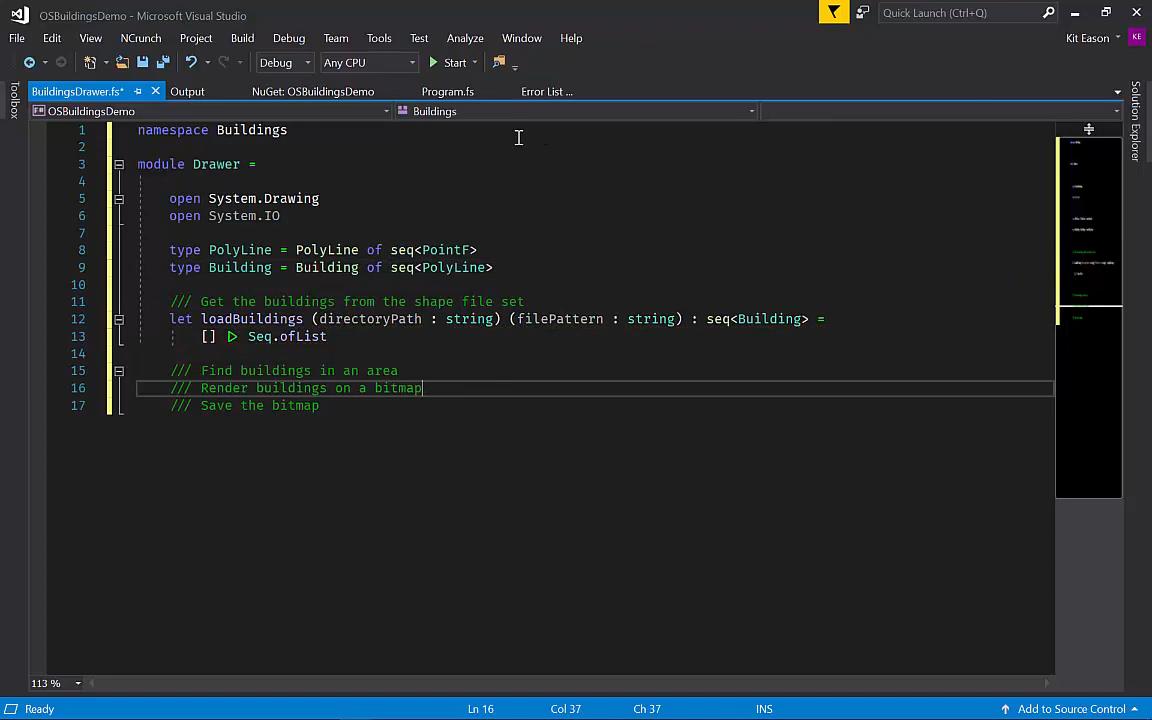 OSBuildingsDemo - Microsoft Visual Studio
Quick Launch (Ctrl+Q)
File Edit View NCrunch Project Build Debug Team Tools Test Analyze Window Help
Kit Eason KE
Debug Any CPU Start
BuildingsDrawer.fs* Output NuGet: OSBuildingsDemo Program.fs Error List ...
OSBuildingsDemo Buildings
Toolbox
Solution Explorer
1 namespace Buildings
2
3 module Drawer =
4
5 open System.Drawing
6 open System.IO
7
8 type PolyLine = PolyLine of seq<PointF>
9 type Building = Building of seq<PolyLine>
10
11 /// Get the buildings from the shape file set
12 let loadBuildings (directoryPath : string) (filePattern : string) : seq<Building> =
13 [] ▷ Seq.ofList
14
15 /// Find buildings in an area
16 /// Render buildings on a bitmap
17 /// Save the bitmap
113 %
Ready Ln 16 Col 37 Ch 37 INS Add to Source Control